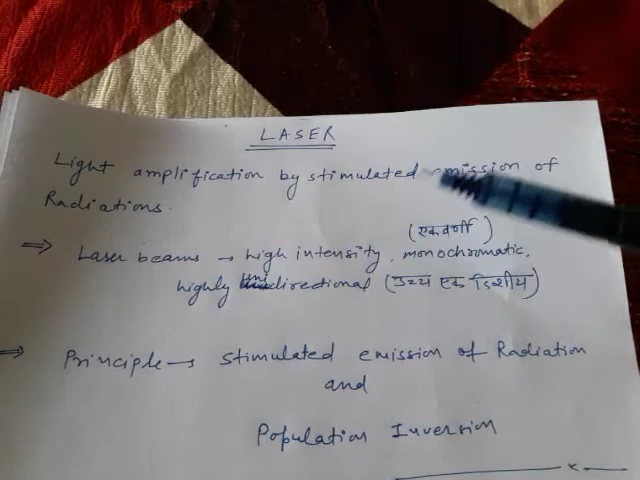 LASER
Light amplification by stimulated emission of
Radiations.
(एकवर्णी)
⇒ Laser beams → high intensity, monochromatic,
highly Unidirectional (उच्च एक दिशीय)
⇒ Principle → Stimulated emission of Radiation
and
Population Inversion